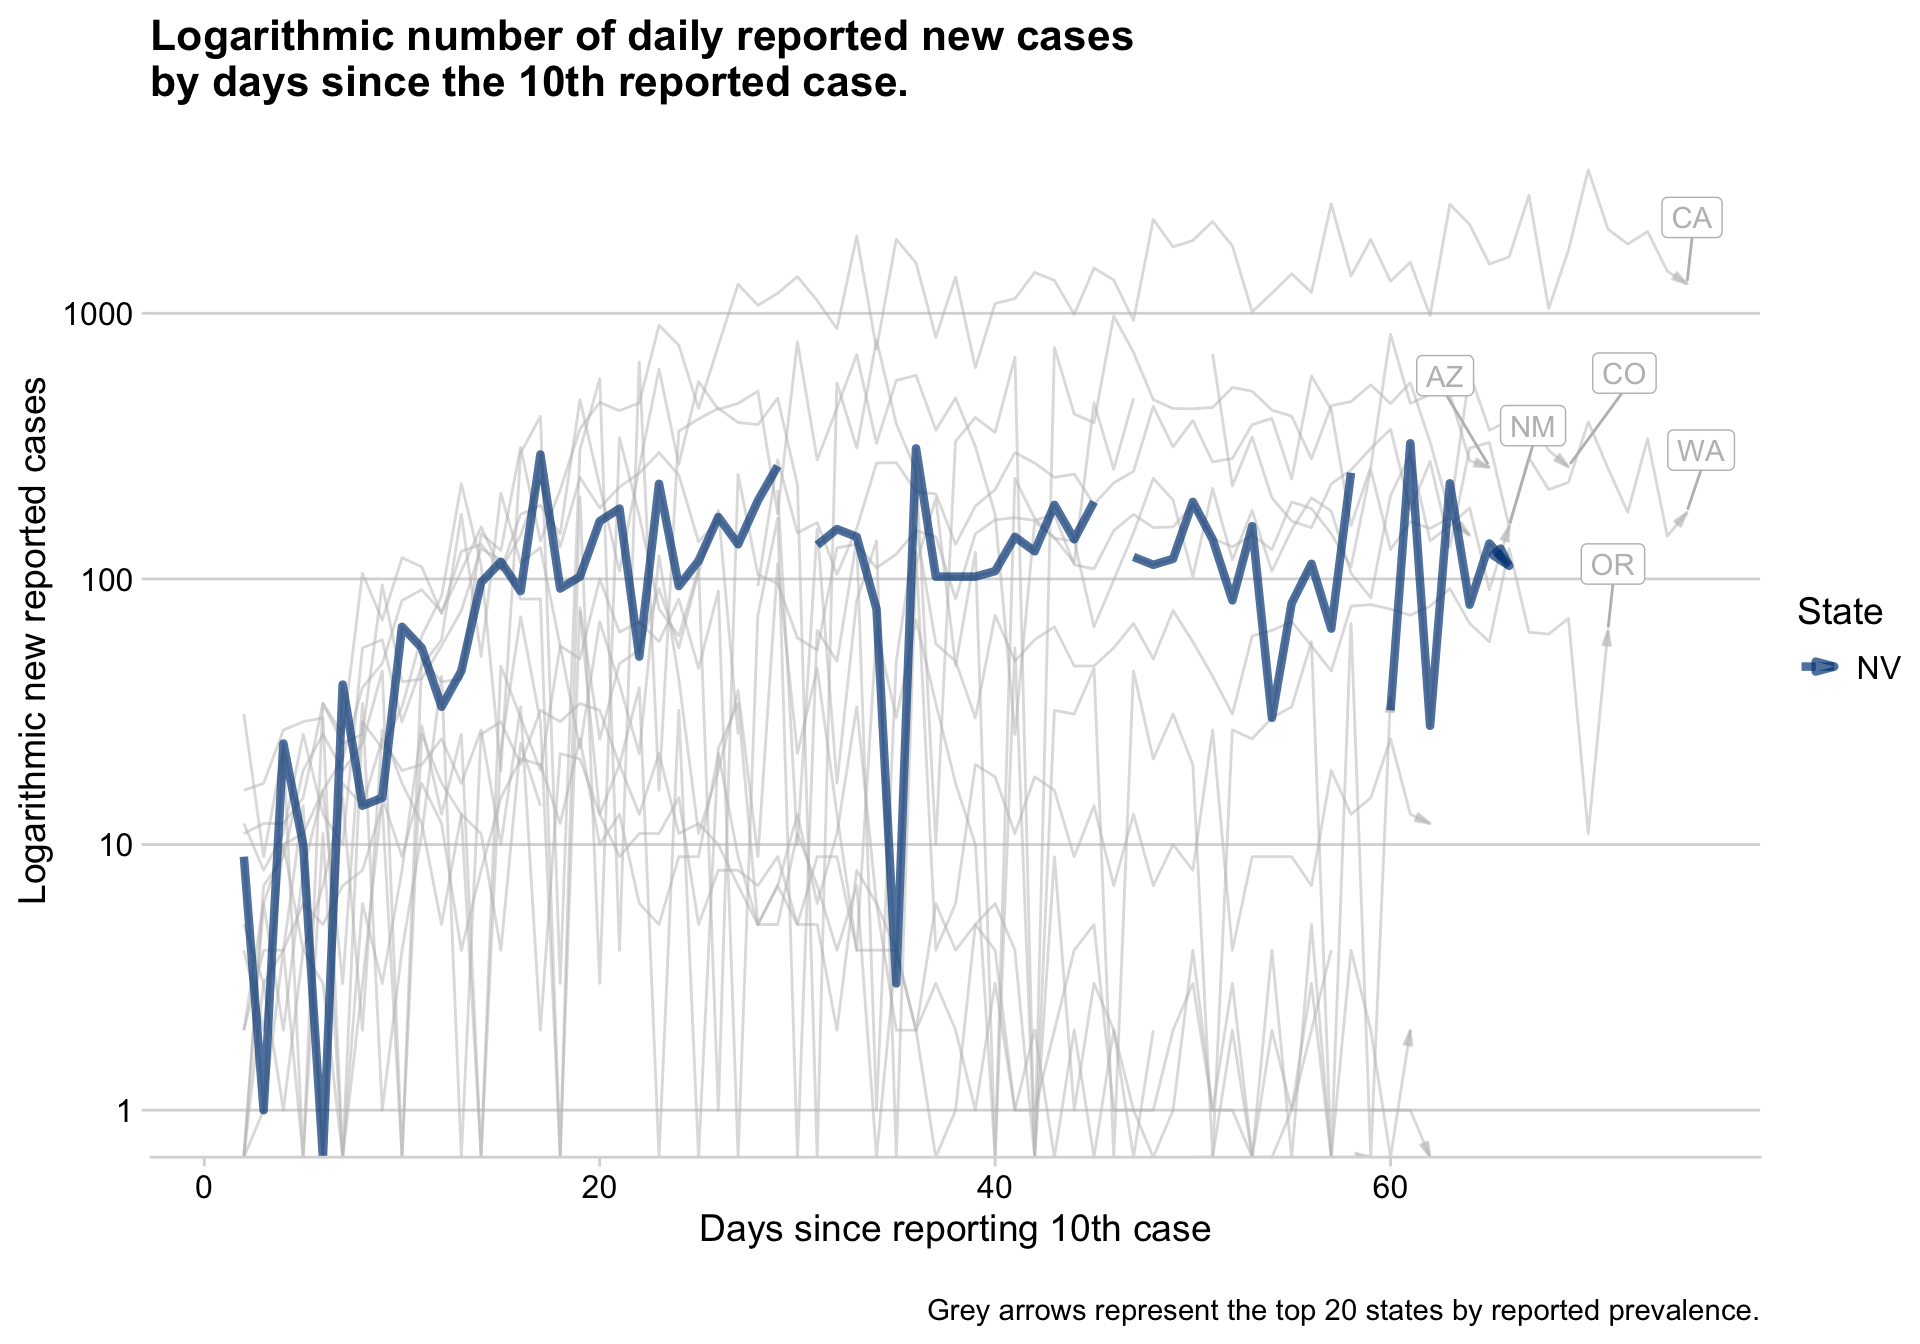 Logarithmic number of daily reported new cases
by days since the 10th reported case.
Logarithmic new reported cases
1000
100
10
1
CA
AZ
CO
NM
WA
OR
State
NV
0
20
40
60
Days since reporting 10th case
Grey arrows represent the top 20 states by reported prevalence.